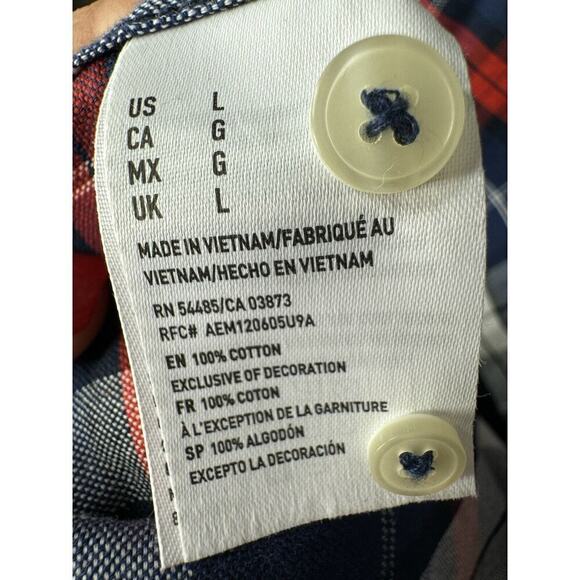 US L
CA G
MX G
UK L
MADE IN VIETNAM/FABRIQUÉ AU
VIETNAM/HECHO EN VIETNAM
RN 54485/CA 03873
RFC# AEM120605U9A
EN 100% COTTON
EXCLUSIVE OF DECORATION
FR 100% COTON
À L'EXCEPTION DE LA GARNITURE
SP 100% ALGODÓN
EXCEPTO LA DECORACIÓN